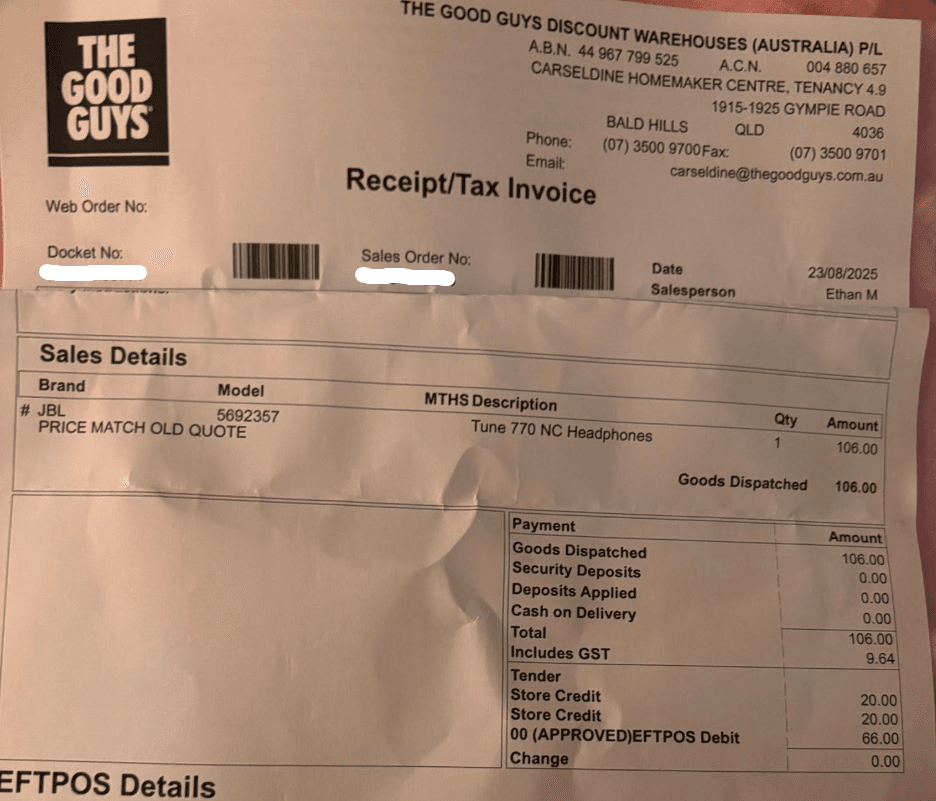 THE
GOOD
GUYS
THE GOOD GUYS DISCOUNT WAREHOUSES (AUSTRALIA) P/L
A.B.N. 44 967 799 525 A.C.N. 004 880 657
CARSELDINE HOMEMAKER CENTRE, TENANCY 4.9
1915-1925 GYMPIE ROAD
BALD HILLS QLD 4036
Phone: (07) 3500 9700 Fax: (07) 3500 9701
Email: carseldine@thegoodguys.com.au
Receipt/Tax Invoice
Web Order No:
Docket No:
Sales Order No:
Date 23/08/2025
Salesperson Ethan M
Sales Details
Brand Model MTHS Description Qty Amount
# JBL 5692357 Tune 770 NC Headphones 1 106.00
PRICE MATCH OLD QUOTE
Goods Dispatched 106.00
Payment Amount
Goods Dispatched 106.00
Security Deposits 0.00
Deposits Applied 0.00
Cash on Delivery 0.00
Total 106.00
Includes GST 9.64
Tender
Store Credit 20.00
Store Credit 20.00
00 (APPROVED)EFTPOS Debit 66.00
Change 0.00
EFTPOS Details